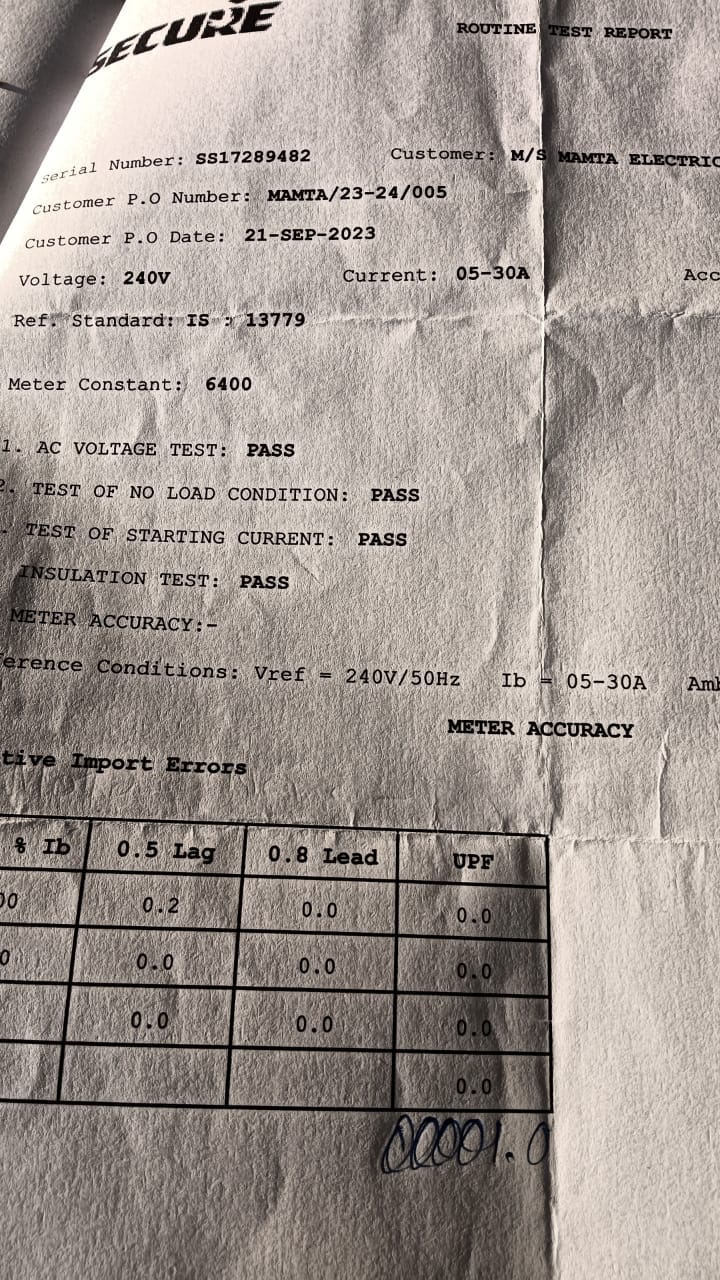 SECURE
ROUTINE TEST REPORT
Serial Number: SS17289482 Customer: M/S MAMTA ELECTRIC
Customer P.O Number: MAMTA/23-24/005
Customer P.O Date: 21-SEP-2023
Voltage: 240V Current: 05-30A Acc
Ref. Standard: IS : 13779
Meter Constant: 6400
1. AC VOLTAGE TEST: PASS
2. TEST OF NO LOAD CONDITION: PASS
. TEST OF STARTING CURRENT: PASS
INSULATION TEST: PASS
METER ACCURACY:-
erence Conditions: Vref = 240V/50Hz Ib = 05-30A Amb
METER ACCURACY
tive Import Errors
% Ib 0.5 Lag 0.8 Lead UPF
00 0.2 0.0 0.0
0 0.0 0.0 0.0
0.0 0.0 0.0
0.0
00001.0